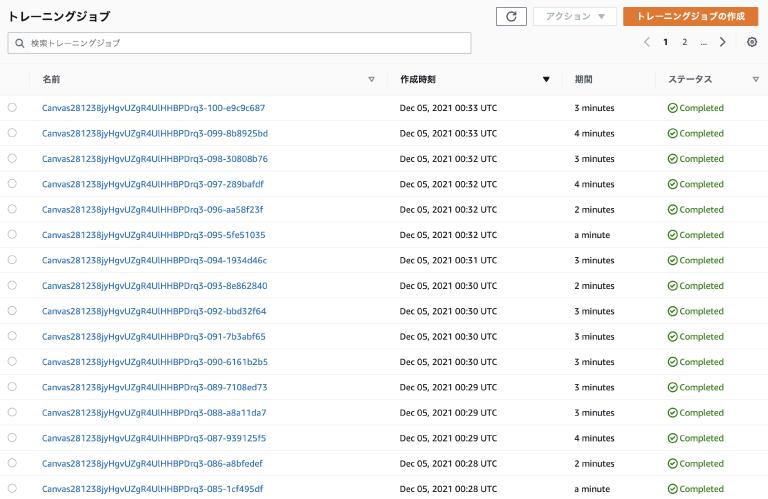 トレーニングジョブ
アクション ▼ トレーニングジョブの作成
検索トレーニングジョブ
1 2 ...
名前 作成時刻 期間 ステータス
Canvas281238jyHgvUZgR4UlHHBPDrq3-100-e9c9c687 Dec 05, 2021 00:33 UTC 3 minutes Completed
Canvas281238jyHgvUZgR4UlHHBPDrq3-099-8b8925bd Dec 05, 2021 00:33 UTC 4 minutes Completed
Canvas281238jyHgvUZgR4UlHHBPDrq3-098-30808b76 Dec 05, 2021 00:32 UTC 3 minutes Completed
Canvas281238jyHgvUZgR4UlHHBPDrq3-097-289bafdf Dec 05, 2021 00:32 UTC 4 minutes Completed
Canvas281238jyHgvUZgR4UlHHBPDrq3-096-aa58f23f Dec 05, 2021 00:32 UTC 2 minutes Completed
Canvas281238jyHgvUZgR4UlHHBPDrq3-095-5fe51035 Dec 05, 2021 00:32 UTC a minute Completed
Canvas281238jyHgvUZgR4UlHHBPDrq3-094-1934d46c Dec 05, 2021 00:31 UTC 3 minutes Completed
Canvas281238jyHgvUZgR4UlHHBPDrq3-093-8e862840 Dec 05, 2021 00:30 UTC 2 minutes Completed
Canvas281238jyHgvUZgR4UlHHBPDrq3-092-bbd32f64 Dec 05, 2021 00:30 UTC 3 minutes Completed
Canvas281238jyHgvUZgR4UlHHBPDrq3-091-7b3abf65 Dec 05, 2021 00:30 UTC 3 minutes Completed
Canvas281238jyHgvUZgR4UlHHBPDrq3-090-6161b2b5 Dec 05, 2021 00:30 UTC 3 minutes Completed
Canvas281238jyHgvUZgR4UlHHBPDrq3-089-7108ed73 Dec 05, 2021 00:29 UTC 3 minutes Completed
Canvas281238jyHgvUZgR4UlHHBPDrq3-088-a8a11da7 Dec 05, 2021 00:29 UTC 3 minutes Completed
Canvas281238jyHgvUZgR4UlHHBPDrq3-087-939125f5 Dec 05, 2021 00:29 UTC 4 minutes Completed
Canvas281238jyHgvUZgR4UlHHBPDrq3-086-a8bfedef Dec 05, 2021 00:28 UTC 2 minutes Completed
Canvas281238jyHgvUZgR4UlHHBPDrq3-085-1cf495df Dec 05, 2021 00:28 UTC a minute Completed